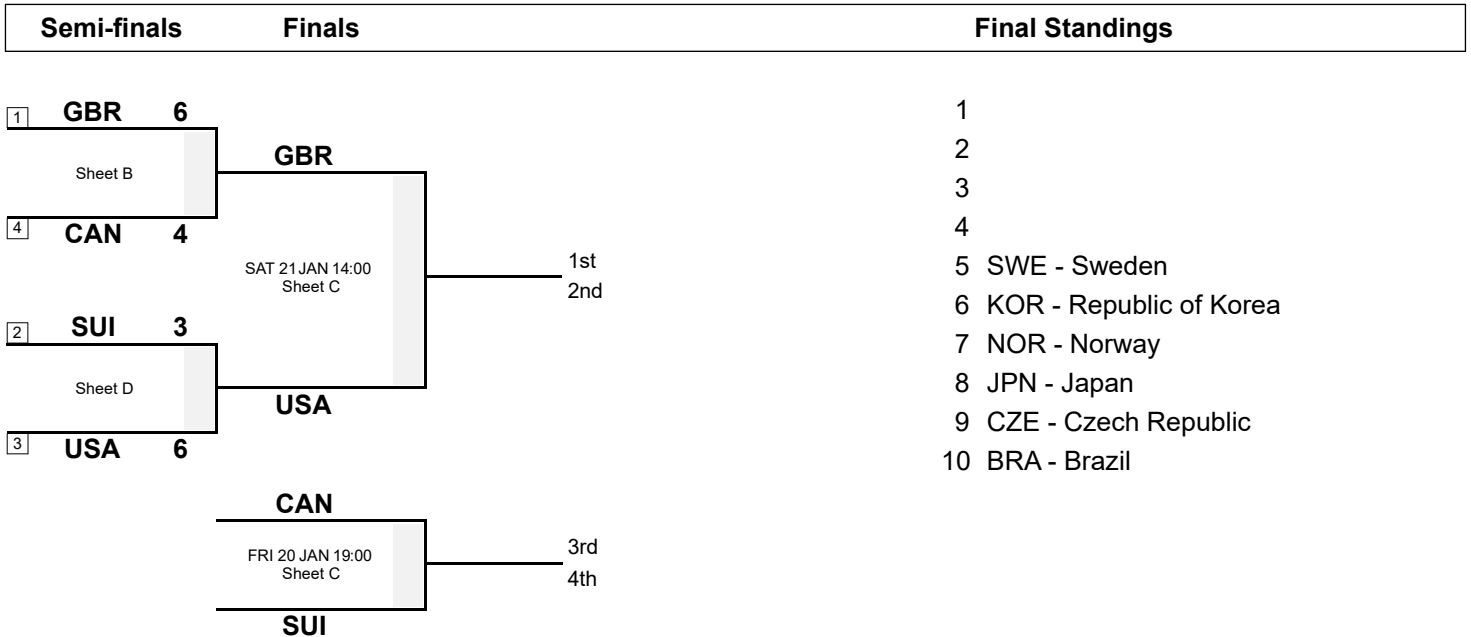 Semi-finals Finals Final Standings
1 GBR 6
Sheet B
4 CAN 4
GBR
SAT 21 JAN 14:00
Sheet C
USA
1st
2nd
2 SUI 3
Sheet D
3 USA 6
CAN
FRI 20 JAN 19:00
Sheet C
SUI
3rd
4th
1
2
3
4
5 SWE - Sweden
6 KOR - Republic of Korea
7 NOR - Norway
8 JPN - Japan
9 CZE - Czech Republic
10 BRA - Brazil